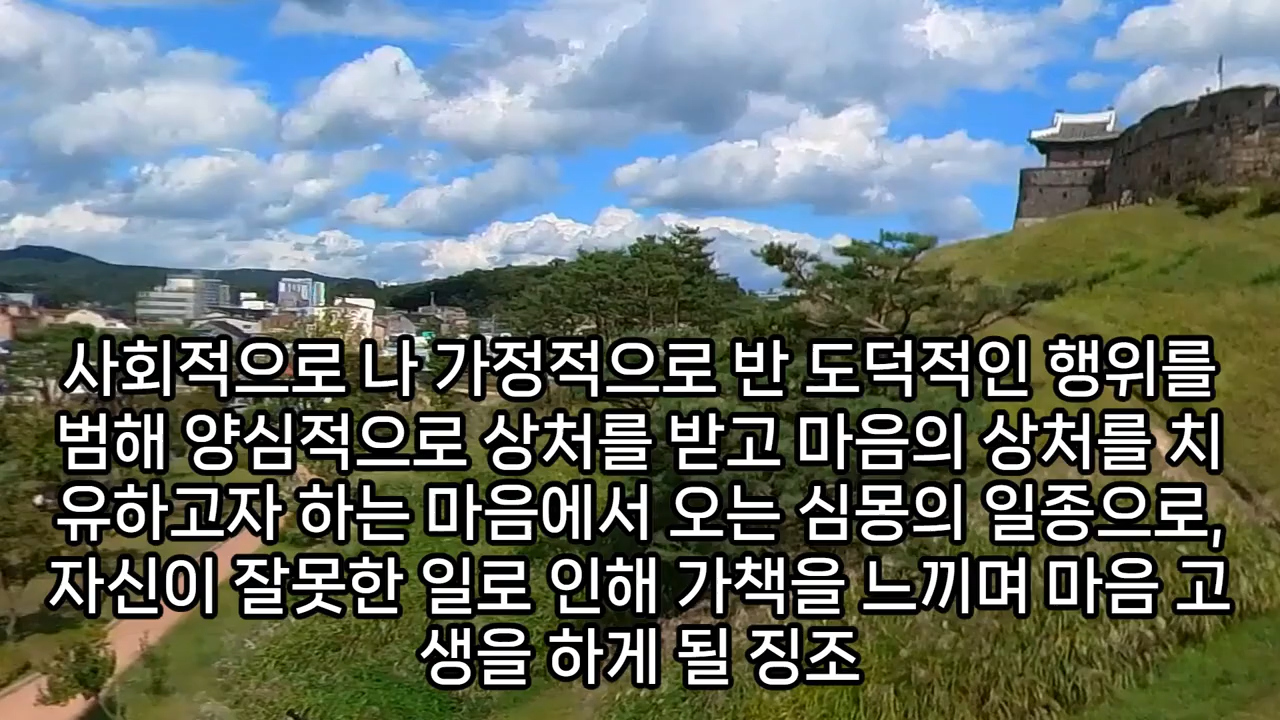 사회적으로 나 가정적으로 반 도덕적인 행위를
범해 양심적으로 상처를 받고 마음의 상처를 치
유하고자 하는 마음에서 오는 심몽의 일종으로,
자신이 잘못한 일로 인해 가책을 느끼며 마음 고
생을 하게 될 징조